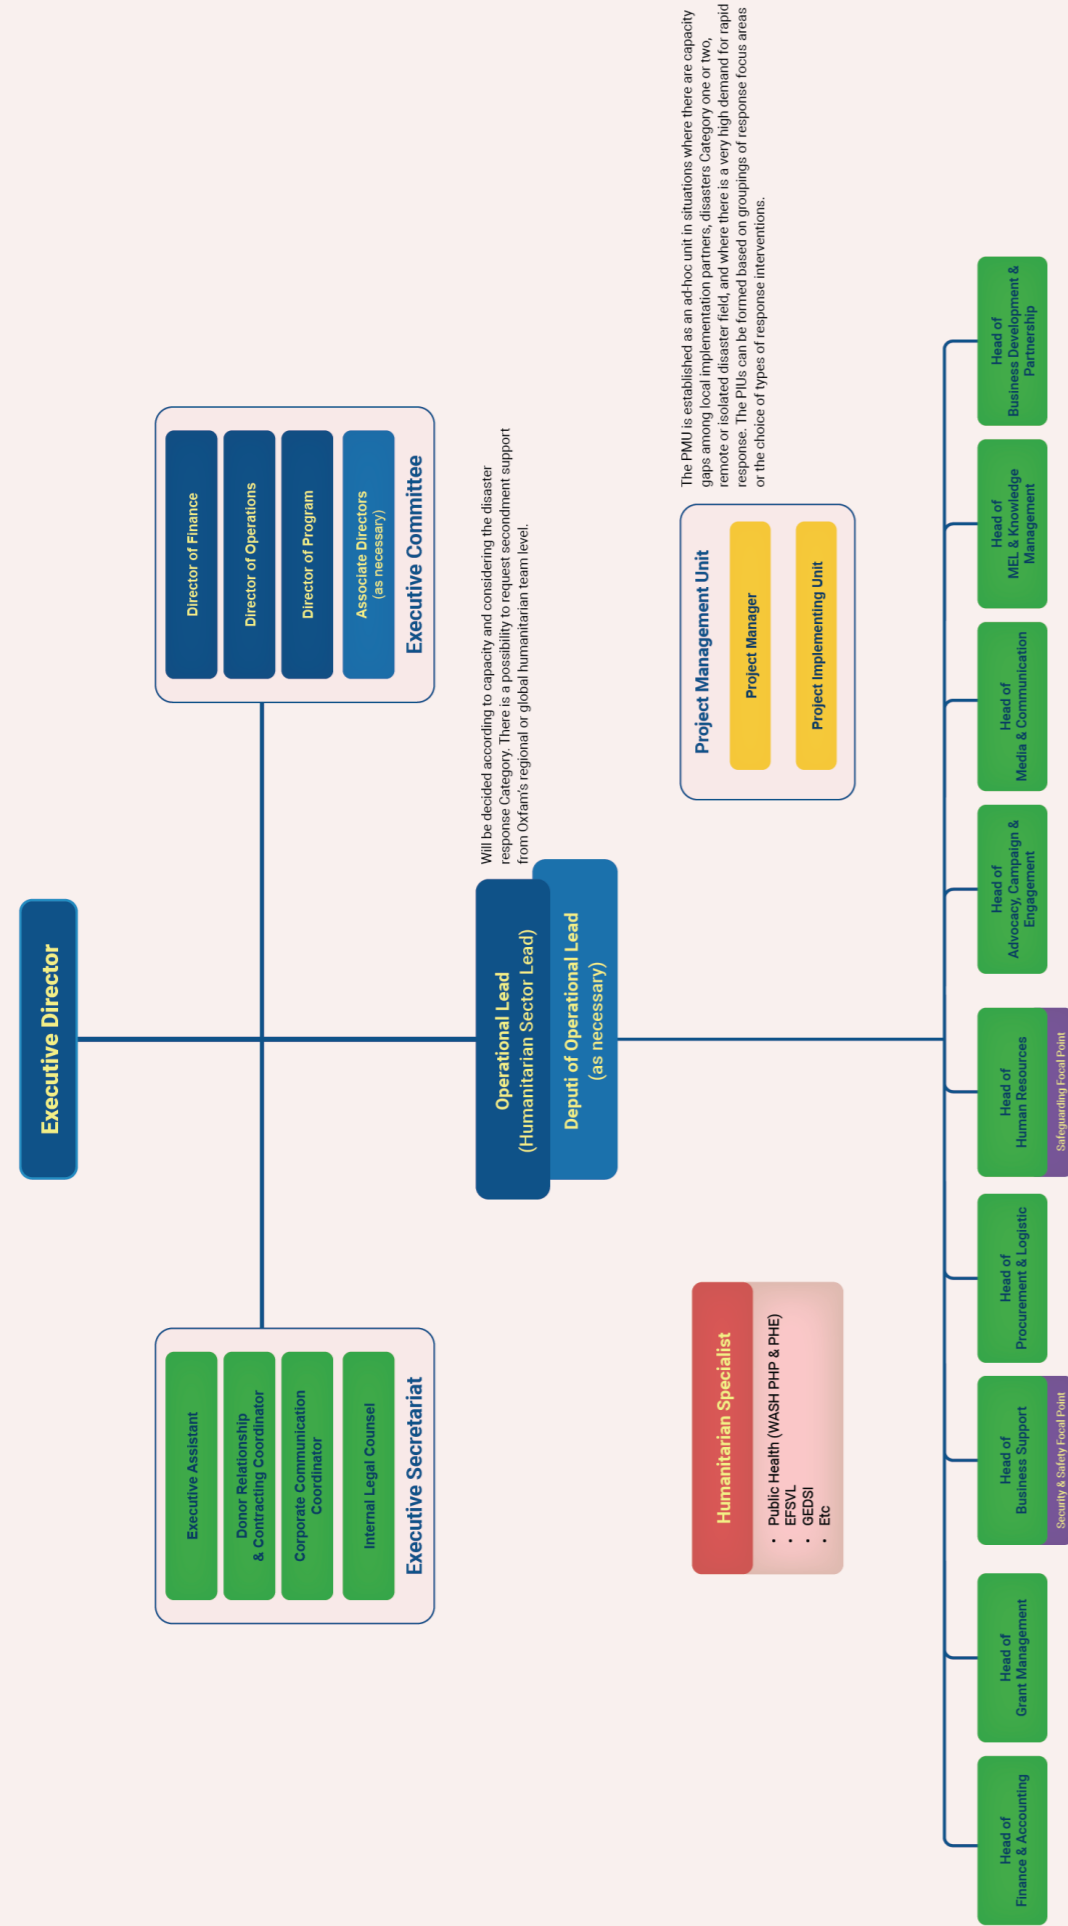 Executive Director
Executive Assistant
Donor Relationship
& Contracting Coordinator
Corporate Communication
Coordinator
Internal Legal Counsel
Executive Secretariat
Director of Finance
Director of Operations
Director of Program
Associate Directors
(as necessary)
Executive Committee
Operational Lead
(Humanitarian Sector Lead)
Deputi of Operational Lead
(as necessary)
Will be decided according to capacity and considering the disaster
response Category. There is a possibility to request secondment support
from Oxfam's regional or global humanitarian team level.
Humanitarian Specialist
• Public Health (WASH PHP & PHE)
• EFSVL
• GEDSI
• Etc
Project Management Unit
Project Manager
Project Implementing Unit
The PMU is established as an ad-hoc unit in situations where there are capacity
gaps among local implementation partners, disasters Category one or two,
remote or isolated disaster field, and where there is a very high demand for rapid
response. The PIUs can be formed based on groupings of response focus areas
or the choice of types of response interventions.
Head of
Finance & Accounting
Head of
Grant Management
Head of
Business Support
Security & Safety Focal Point
Head of
Procurement & Logistic
Head of
Human Resources
Safeguarding Focal Point
Head of
Advocacy, Campaign &
Engagement
Head of
Media & Communication
Head of
MEL & Knowledge
Management
Head of
Business Development &
Partnership